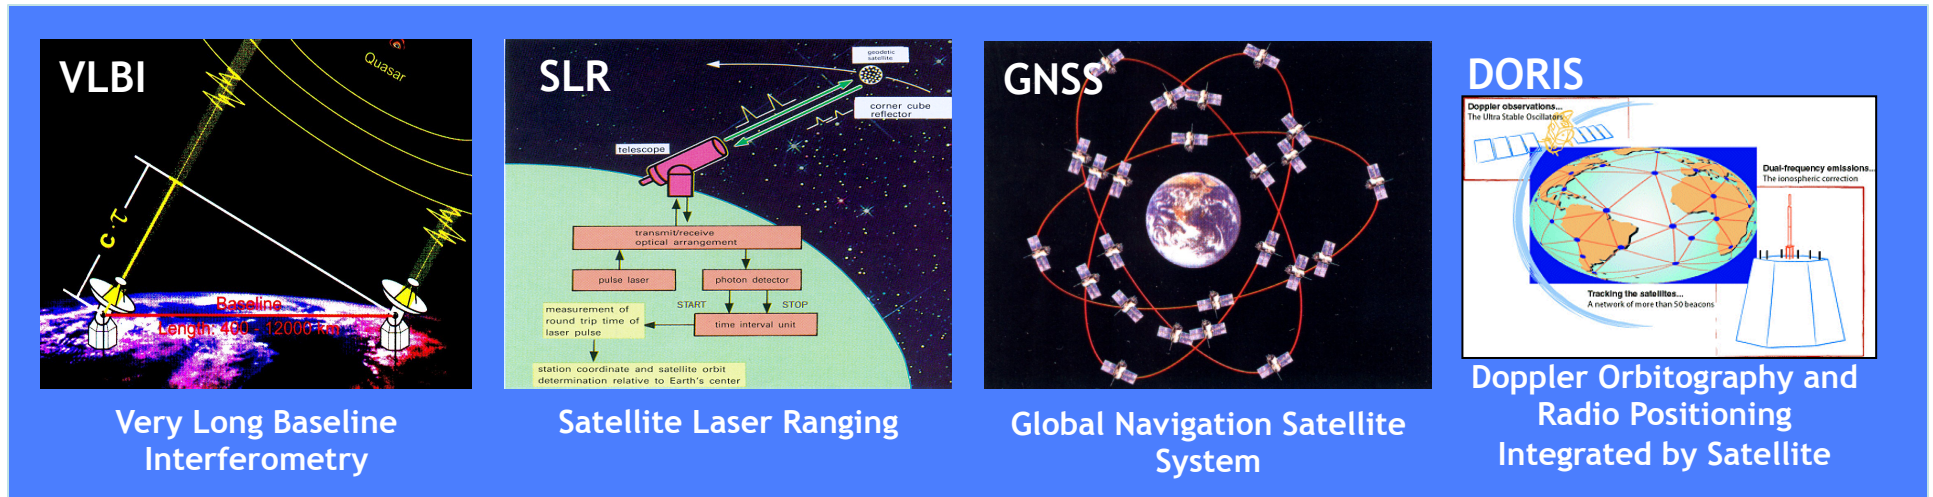 VLBI
Quasar
c·τ
Baseline
Length: 400 - 12000 km
Very Long Baseline
Interferometry
SLR
geodetic
satellite
corner cube
reflector
telescope
transmit/receive
optical arrangement
pulse laser
photon detector
START
STOP
measurement of
round trip time of
laser pulse
time interval unit
station coordinate and satellite orbit
determination relative to Earth's center
Satellite Laser Ranging
GNSS
Global Navigation Satellite
System
DORIS
Doppler observations...
The Ultra Stable Oscillators
Dual-frequency emissions...
The ionospheric correction
Tracking the satellites...
A network of more than 50 beacons
Doppler Orbitography and
Radio Positioning
Integrated by Satellite